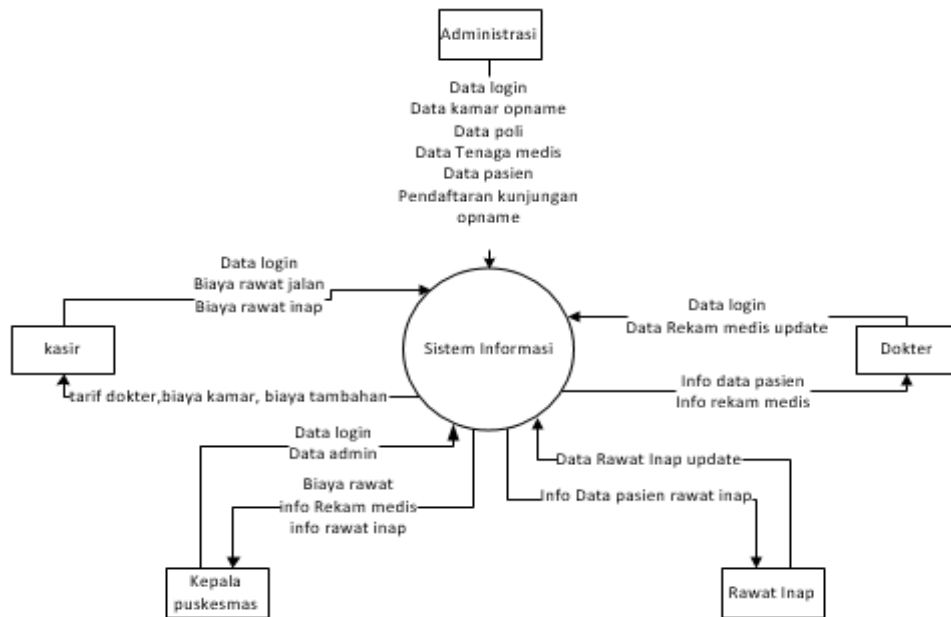 Administrasi
Data login
Data kamar opname
Data poli
Data Tenaga medis
Data pasien
Pendaftaran kunjungan
opname
Data login
Biaya rawat jalan
Biaya rawat inap
kasir
tarif dokter,biaya kamar, biaya tambahan
Sistem Informasi
Data login
Data Rekam medis update
Dokter
Info data pasien
Info rekam medis
Data login
Data admin
Biaya rawat
info Rekam medis
info rawat inap
Kepala
puskesmas
Data Rawat Inap update
Info Data pasien rawat inap
Rawat Inap